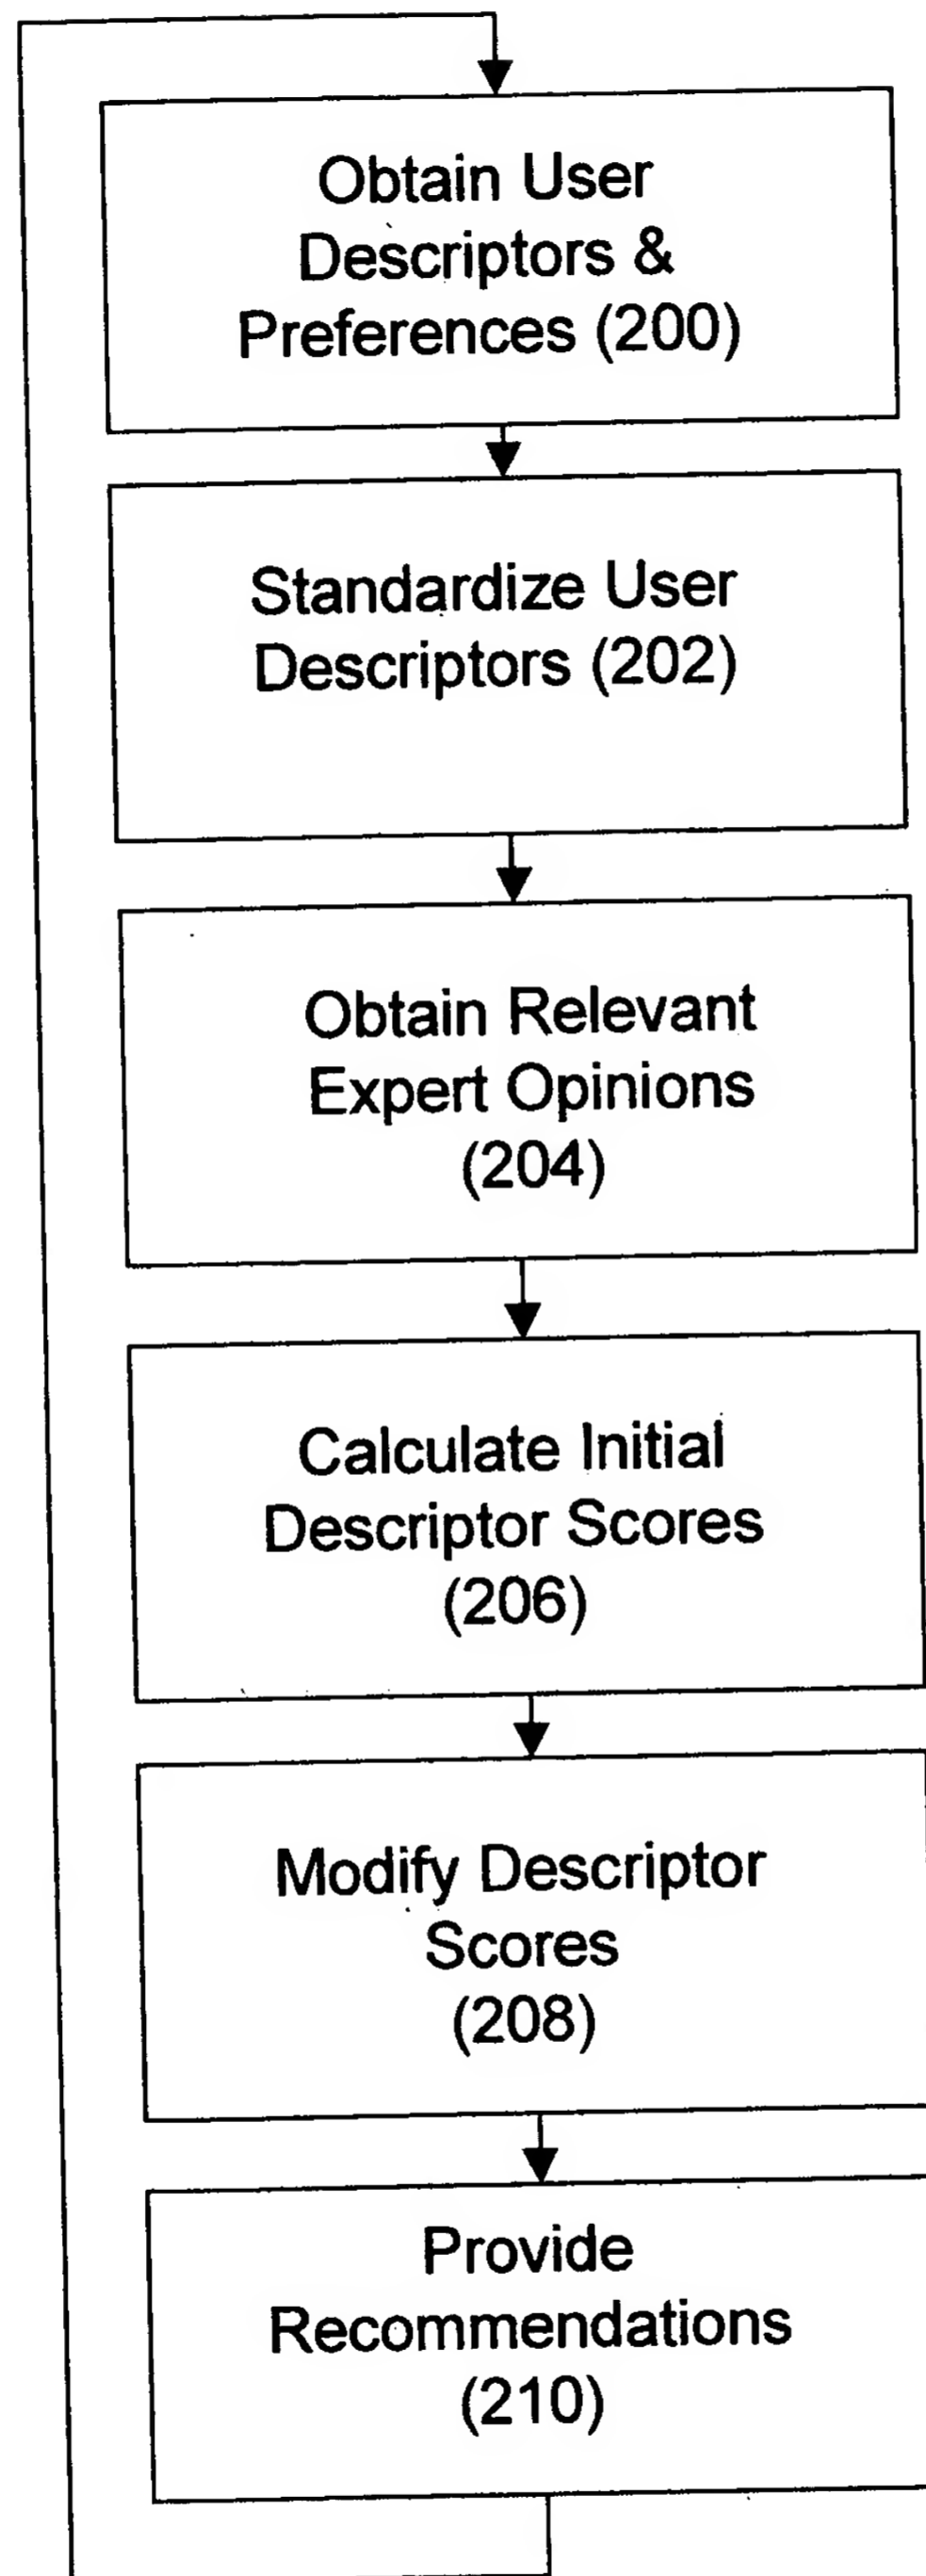 Obtain User
Descriptors &
Preferences (200)
Standardize User
Descriptors (202)
Obtain Relevant
Expert Opinions
(204)
Calculate Initial
Descriptor Scores
(206)
Modify Descriptor
Scores
(208)
Provide
Recommendations
(210)